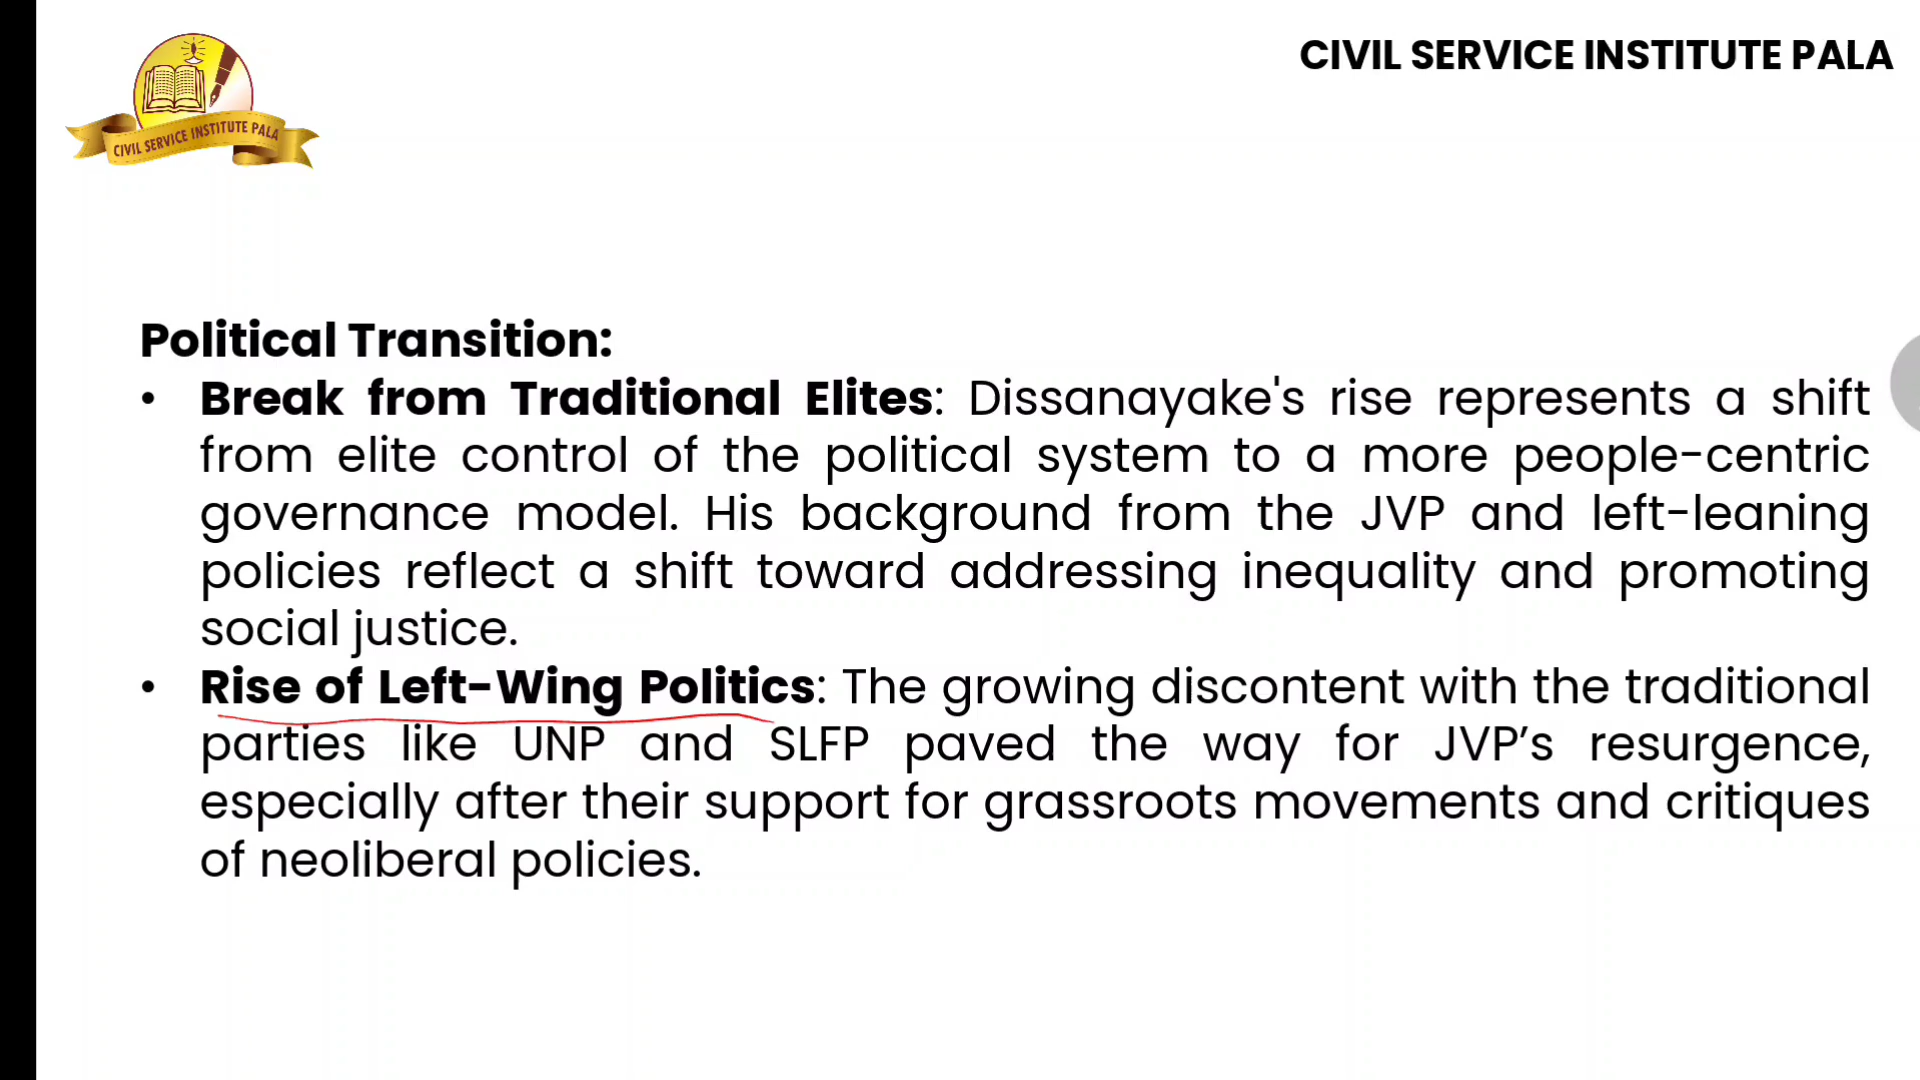 CIVIL SERVICE INSTITUTE PALA
CIVIL SERVICE INSTITUTE PALA
Political Transition:
• Break from Traditional Elites: Dissanayake's rise represents a shift
from elite control of the political system to a more people-centric
governance model. His background from the JVP and left-leaning
policies reflect a shift toward addressing inequality and promoting
social justice.
• Rise of Left-Wing Politics: The growing discontent with the traditional
parties like UNP and SLFP paved the way for JVP’s resurgence,
especially after their support for grassroots movements and critiques
of neoliberal policies.